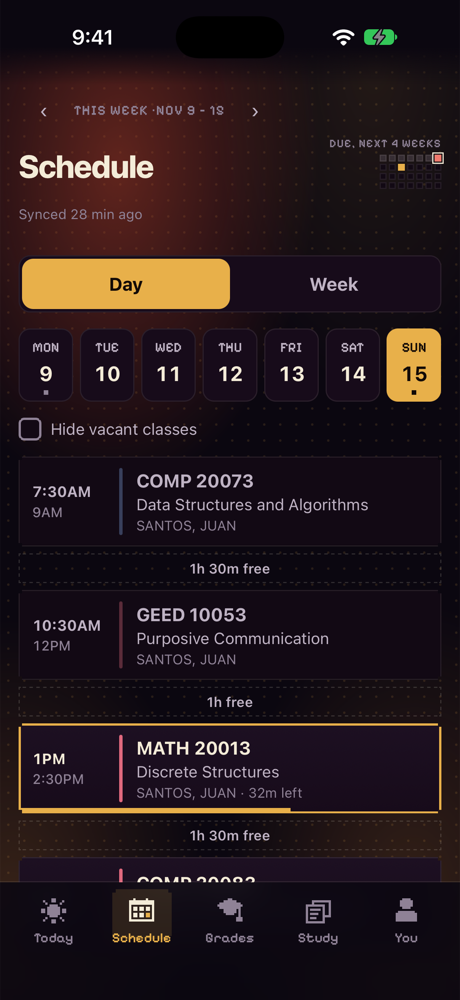 9:41
‹ THIS WEEK · NOV 9 - 15 ›
DUE, NEXT 4 WEEKS
Schedule
Synced 28 min ago
Day
Week
MON TUE WED THU FRI SAT SUN
9 10 11 12 13 14 15
Hide vacant classes
7:30AM
9AM
COMP 20073
Data Structures and Algorithms
SANTOS, JUAN
1h 30m free
10:30AM
12PM
GEED 10053
Purposive Communication
SANTOS, JUAN
1h free
1PM
2:30PM
MATH 20013
Discrete Structures
SANTOS, JUAN · 32m left
1h 30m free
Today
Schedule
Grades
Study
You